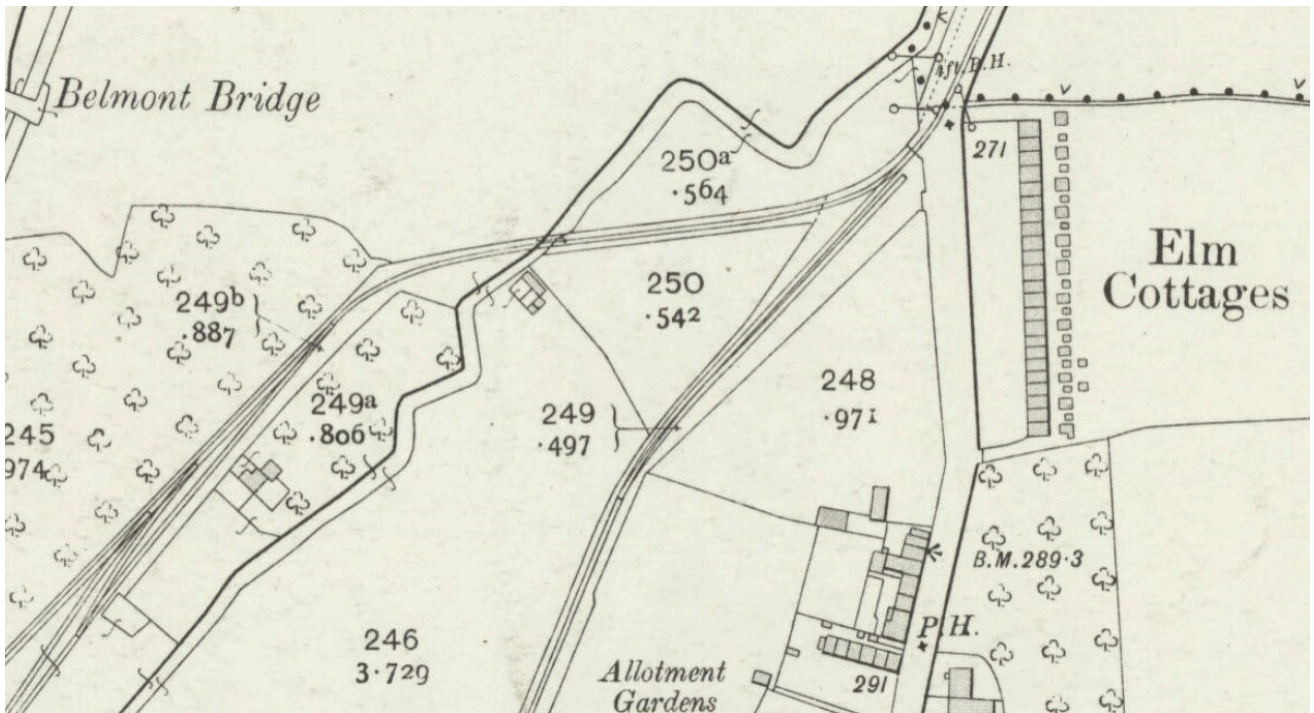 Belmont Bridge
4ft. R.H.
271
250a
.564
Elm
Cottages
249b
.887
250
.542
248
.971
249a
.806
249
.497
245
974
B.M.289.3
246
3.729
P.H.
Allotment
Gardens
291